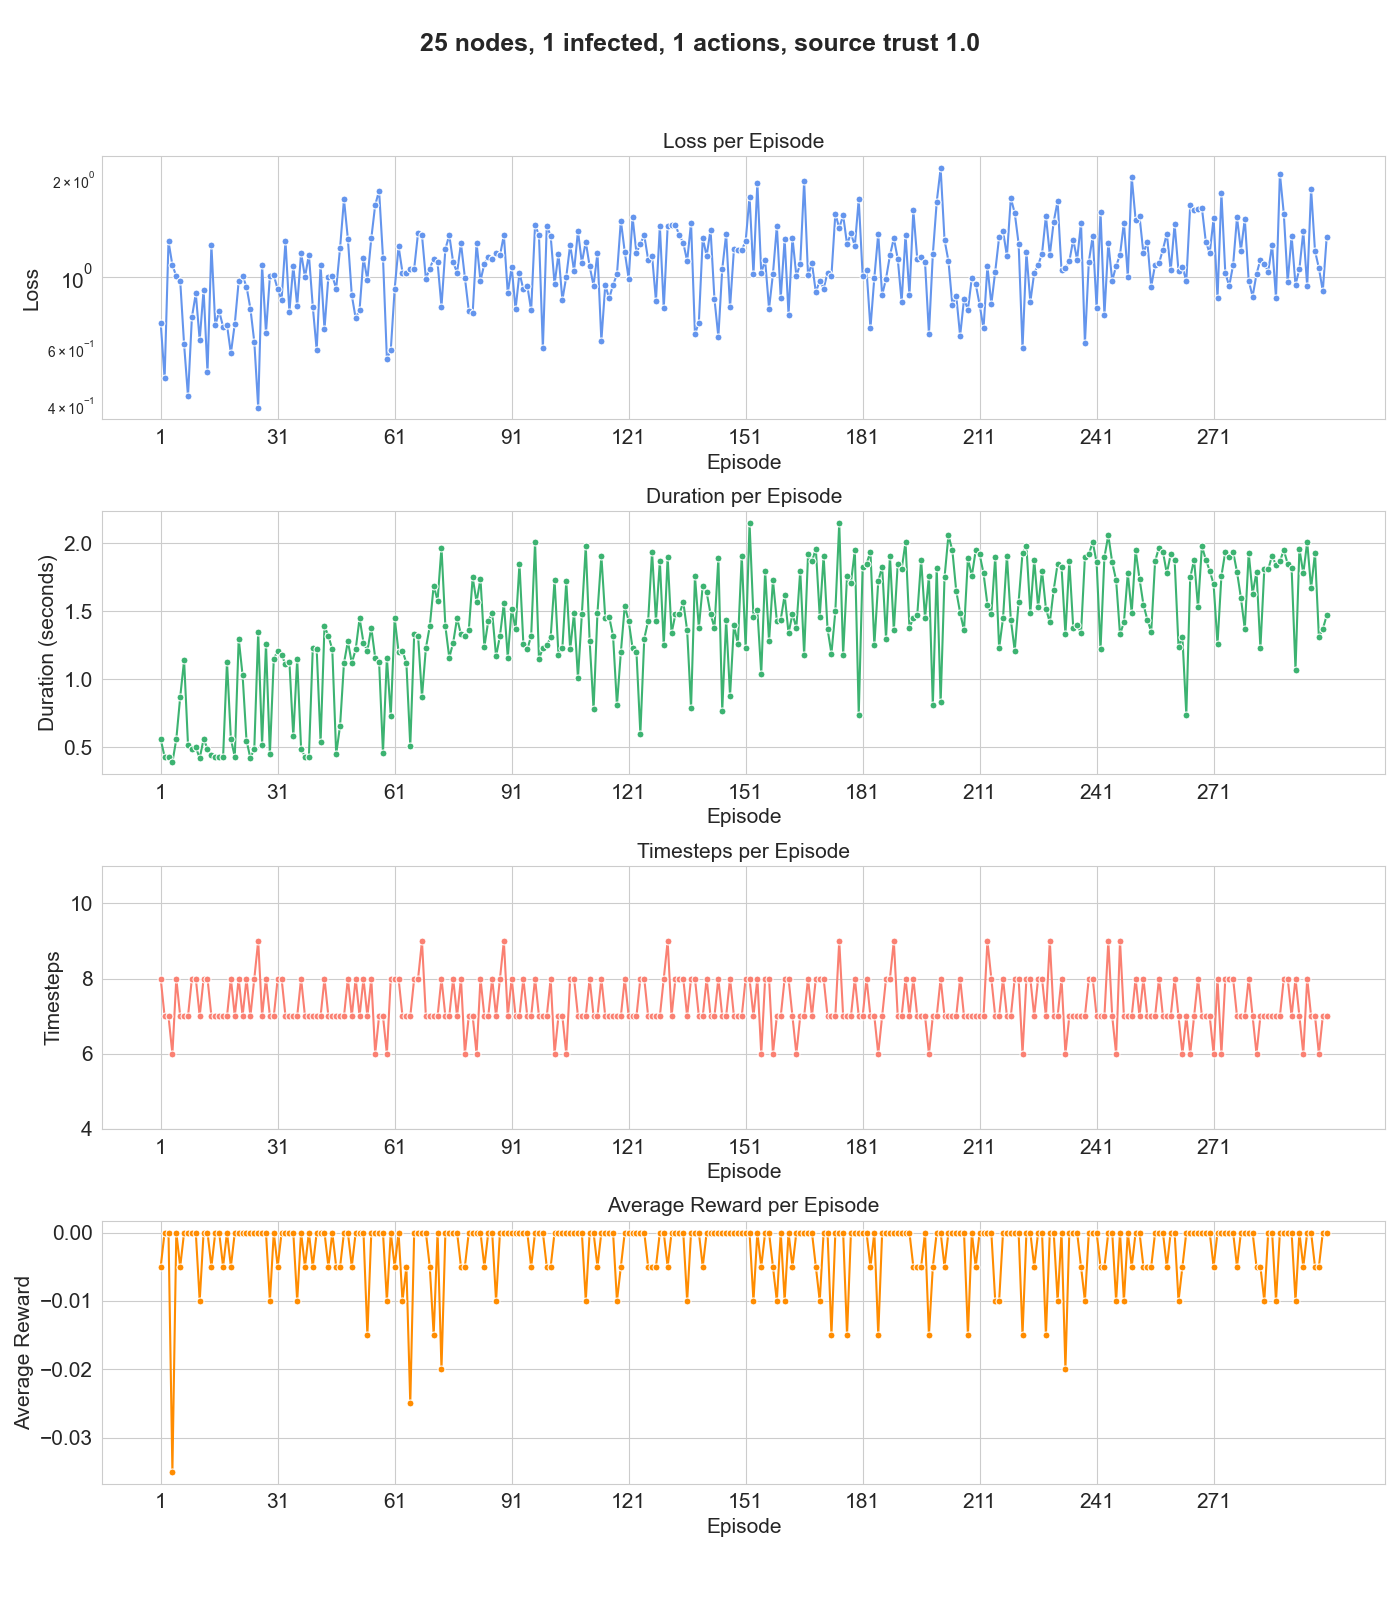 25 nodes, 1 infected, 1 actions, source trust 1.0
Loss per Episode
Loss
2 × 10⁰
10⁰
6 × 10⁻¹
4 × 10⁻¹
1 31 61 91 121 151 181 211 241 271
Episode
Duration per Episode
Duration (seconds)
2.0
1.5
1.0
0.5
1 31 61 91 121 151 181 211 241 271
Episode
Timesteps per Episode
Timesteps
10
8
6
4
1 31 61 91 121 151 181 211 241 271
Episode
Average Reward per Episode
Average Reward
0.00
−0.01
−0.02
−0.03
1 31 61 91 121 151 181 211 241 271
Episode